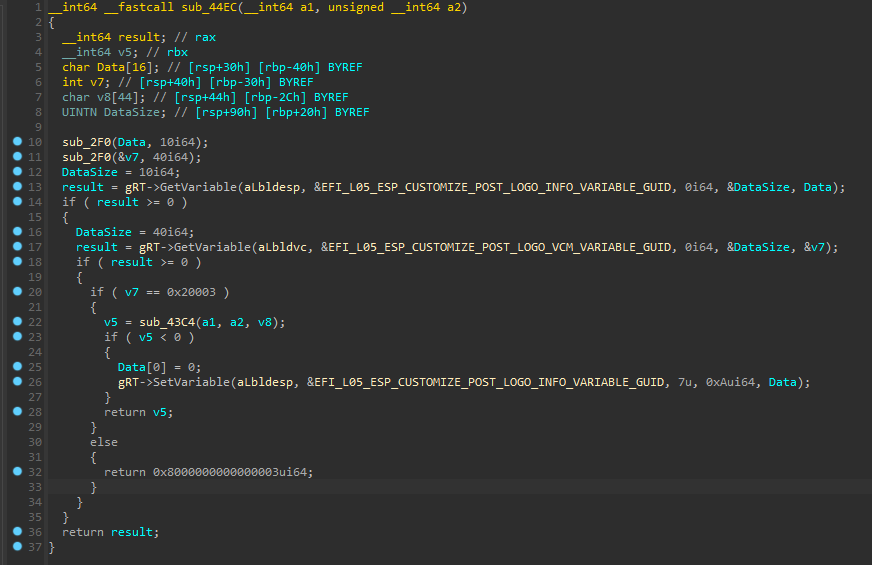 1 __int64 __fastcall sub_44EC(__int64 a1, unsigned __int64 a2)
2 {
3   __int64 result; // rax
4   __int64 v5; // rbx
5   char Data[16]; // [rsp+30h] [rbp-40h] BYREF
6   int v7; // [rsp+40h] [rbp-30h] BYREF
7   char v8[44]; // [rsp+44h] [rbp-2Ch] BYREF
8   UINTN DataSize; // [rsp+90h] [rbp+20h] BYREF
9
10   sub_2F0(Data, 10i64);
11   sub_2F0(&v7, 40i64);
12   DataSize = 10i64;
13   result = gRT->GetVariable(aLbldesp, &EFI_L05_ESP_CUSTOMIZE_POST_LOGO_INFO_VARIABLE_GUID, 0i64, &DataSize, Data);
14   if ( result >= 0 )
15   {
16     DataSize = 40i64;
17     result = gRT->GetVariable(aLbldvc, &EFI_L05_ESP_CUSTOMIZE_POST_LOGO_VCM_VARIABLE_GUID, 0i64, &DataSize, &v7);
18     if ( result >= 0 )
19     {
20       if ( v7 == 0x20003 )
21       {
22         v5 = sub_43C4(a1, a2, v8);
23         if ( v5 < 0 )
24         {
25           Data[0] = 0;
26           gRT->SetVariable(aLbldesp, &EFI_L05_ESP_CUSTOMIZE_POST_LOGO_INFO_VARIABLE_GUID, 7u, 0xAui64, Data);
27         }
28         return v5;
29       }
30       else
31       {
32         return 0x8000000000000003ui64;
33       }
34     }
35   }
36   return result;
37 }